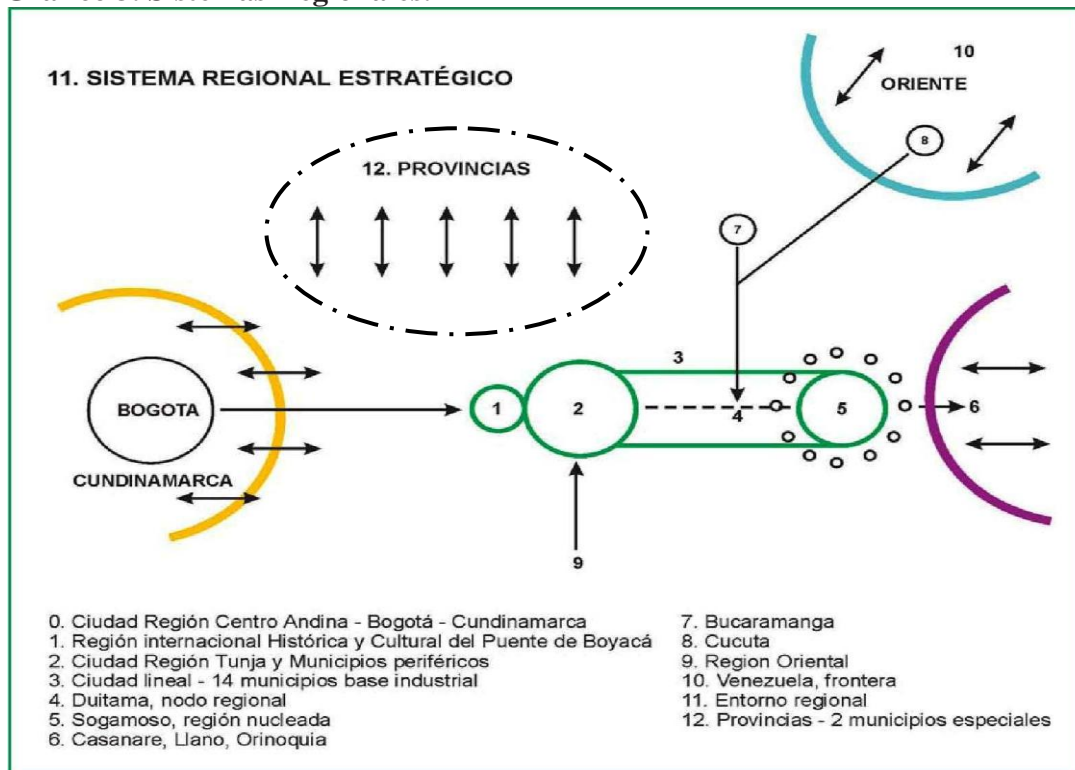 11. SISTEMA REGIONAL ESTRATÉGICO
10
ORIENTE
8
12. PROVINCIAS
7
3
BOGOTA
1
2
4
5
6
CUNDINAMARCA
9
0. Ciudad Región Centro Andina - Bogotá - Cundinamarca
1. Región internacional Histórica y Cultural del Puente de Boyacá
2. Ciudad Región Tunja y Municipios periféricos
3. Ciudad lineal - 14 municipios base industrial
4. Duitama, nodo regional
5. Sogamoso, región nucleada
6. Casanare, Llano, Orinoquía
7. Bucaramanga
8. Cucuta
9. Region Oriental
10. Venezuela, frontera
11. Entorno regional
12. Provincias - 2 municipios especiales